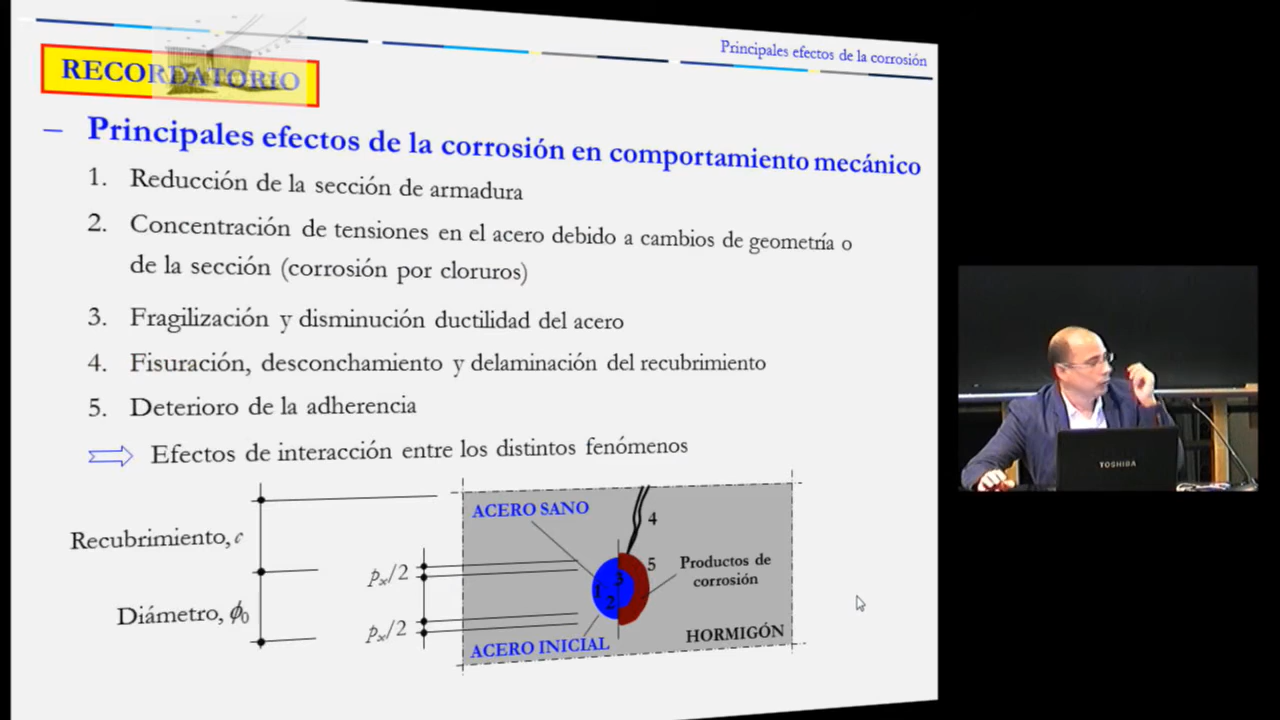 Principales efectos de la corrosión
RECORDATORIO
– Principales efectos de la corrosión en comportamiento mecánico
1. Reducción de la sección de armadura
2. Concentración de tensiones en el acero debido a cambios de geometría o
de la sección (corrosión por cloruros)
3. Fragilización y disminución ductilidad del acero
4. Fisuración, desconchamiento y delaminación del recubrimiento
5. Deterioro de la adherencia
Efectos de interacción entre los distintos fenómenos
ACERO SANO
4
Recubrimiento, c
5
Productos de
corrosión
pₓ/2
3
1
2
Diámetro, ϕ₀
pₓ/2
HORMIGÓN
ACERO INICIAL
TOSHIBA